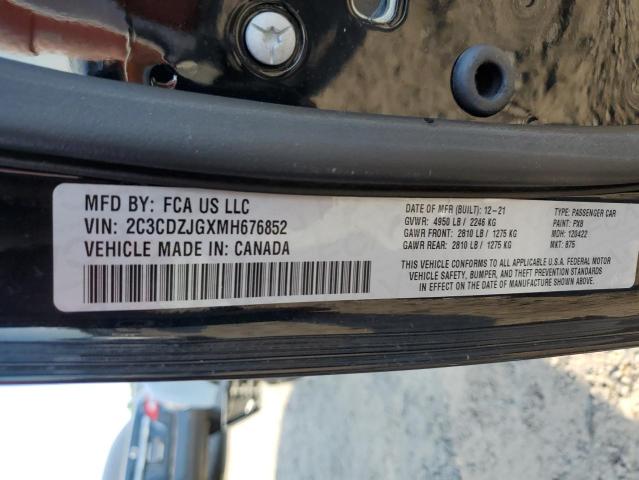 MFD BY: FCA US LLC
VIN: 2C3CDZJGXMH676852
VEHICLE MADE IN: CANADA
DATE OF MFR (BUILT): 12-21
GVWR: 4950 LB / 2246 KG
GAWR FRONT: 2810 LB / 1275 KG
GAWR REAR: 2810 LB / 1275 KG
TYPE: PASSENGER CAR
PAINT: PX8
MDH: 120422
MKT: 875
THIS VEHICLE CONFORMS TO ALL APPLICABLE U.S.A. FEDERAL MOTOR
VEHICLE SAFETY, BUMPER, AND THEFT PREVENTION STANDARDS
IN EFFECT ON THE DATE OF MANUFACTURE SHOWN ABOVE.